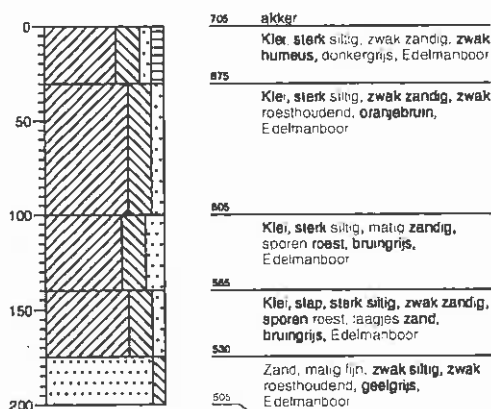 0
50
100
150
200
705 akker
Klei, sterk siltig, zwak zandig, zwak
humeus, donkergrijs, Edelmanboor
675
Klei, sterk siltig, zwak zandig, zwak
roesthoudend, oranjebruin,
Edelmanboor
605
Klei, sterk siltig, matig zandig,
sporen roest, bruingrijs,
Edelmanboor
565
Klei, slap, sterk siltig, zwak zandig,
sporen roest, laagjes zand,
bruingrijs, Edelmanboor
530
Zand, matig fijn, zwak siltig, zwak
roesthoudend, geelgrijs,
Edelmanboor
505